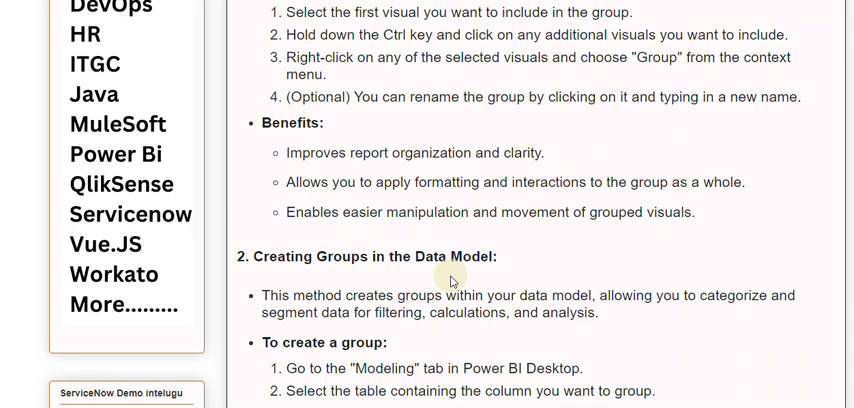 DevOps
HR
ITGC
Java
MuleSoft
Power Bi
QlikSense
Servicenow
Vue.JS
Workato
More.........
ServiceNow Demo intelugu
1. Select the first visual you want to include in the group.
2. Hold down the Ctrl key and click on any additional visuals you want to include.
3. Right-click on any of the selected visuals and choose "Group" from the context
menu.
4. (Optional) You can rename the group by clicking on it and typing in a new name.
• Benefits:
◦ Improves report organization and clarity.
◦ Allows you to apply formatting and interactions to the group as a whole.
◦ Enables easier manipulation and movement of grouped visuals.
2. Creating Groups in the Data Model:
• This method creates groups within your data model, allowing you to categorize and
segment data for filtering, calculations, and analysis.
• To create a group:
1. Go to the "Modeling" tab in Power BI Desktop.
2. Select the table containing the column you want to group.